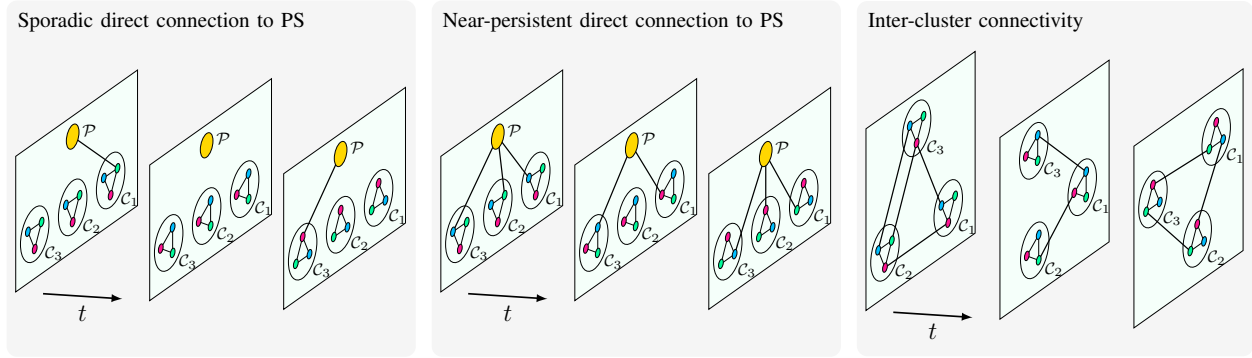 Sporadic direct connection to PS
𝒫
𝒞₁
𝒞₂
𝒞₃
𝒫
𝒞₁
𝒞₂
𝒞₃
𝒫
𝒞₁
𝒞₂
𝒞₃
t
Near-persistent direct connection to PS
𝒫
𝒞₁
𝒞₂
𝒞₃
𝒫
𝒞₁
𝒞₂
𝒞₃
𝒫
𝒞₁
𝒞₂
𝒞₃
t
Inter-cluster connectivity
𝒞₃
𝒞₁
𝒞₂
𝒞₃
𝒞₁
𝒞₂
𝒞₁
𝒞₃
𝒞₂
t